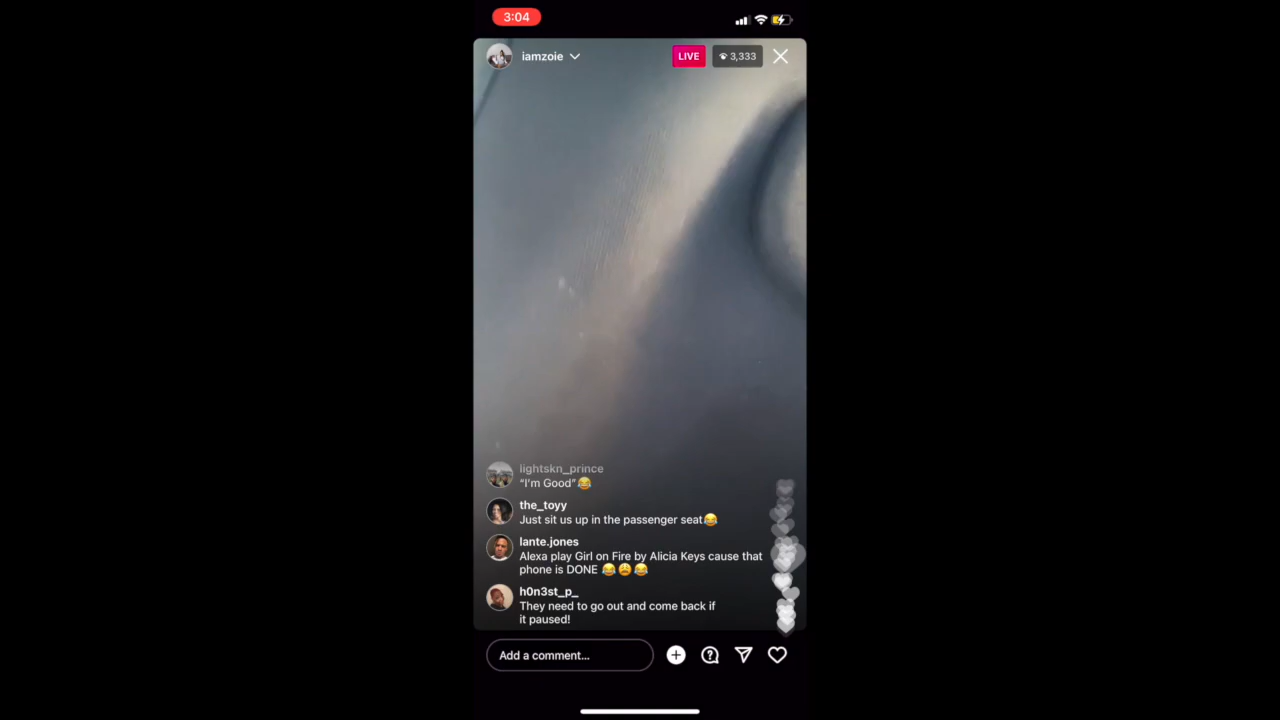 3:04
iamzoie
LIVE
3,333
lightskn_prince
“I’m Good”😂
the_toyy
Just sit us up in the passenger seat😂
lante.jones
Alexa play Girl on Fire by Alicia Keys cause that
phone is DONE 😂😩😂
h0n3st_p_
They need to go out and come back if
it paused!
Add a comment...